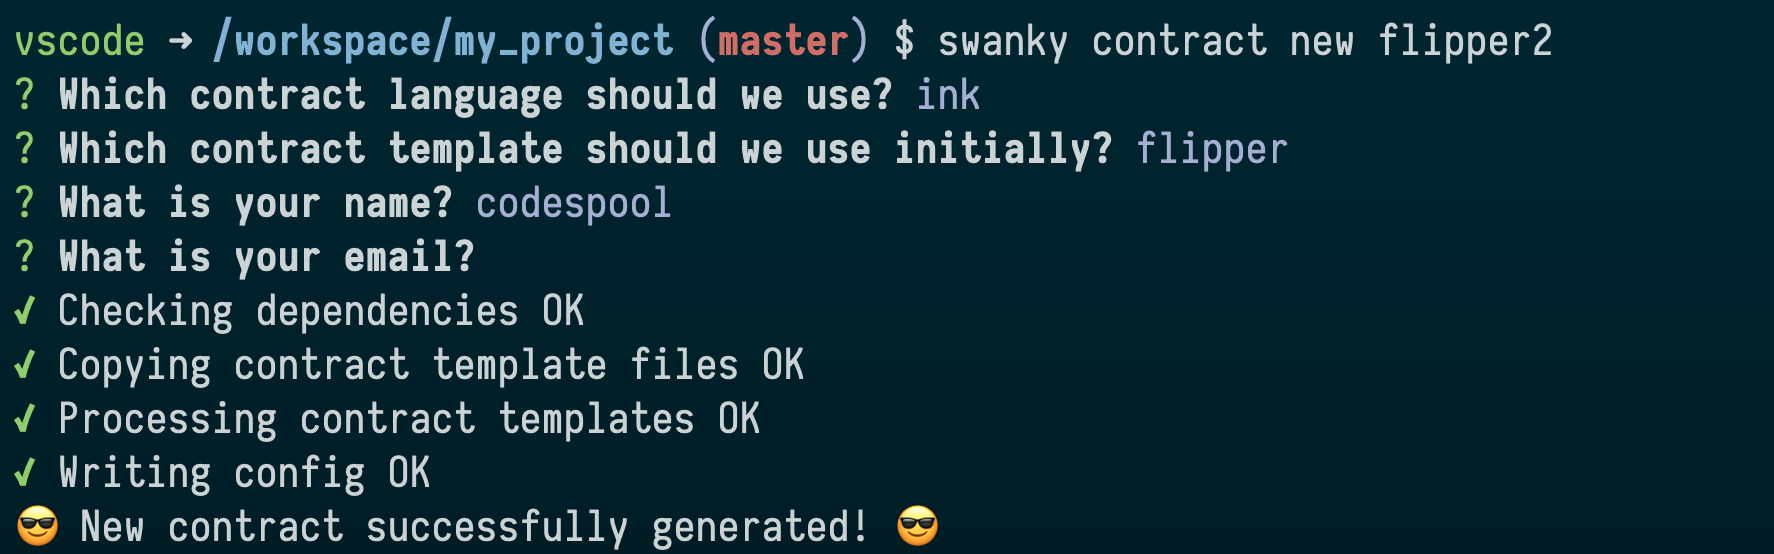 vscode ➜ /workspace/my_project (master) $ swanky contract new flipper2
? Which contract language should we use? ink
? Which contract template should we use initially? flipper
? What is your name? codespool
? What is your email?
✔ Checking dependencies OK
✔ Copying contract template files OK
✔ Processing contract templates OK
✔ Writing config OK
😎 New contract successfully generated! 😎